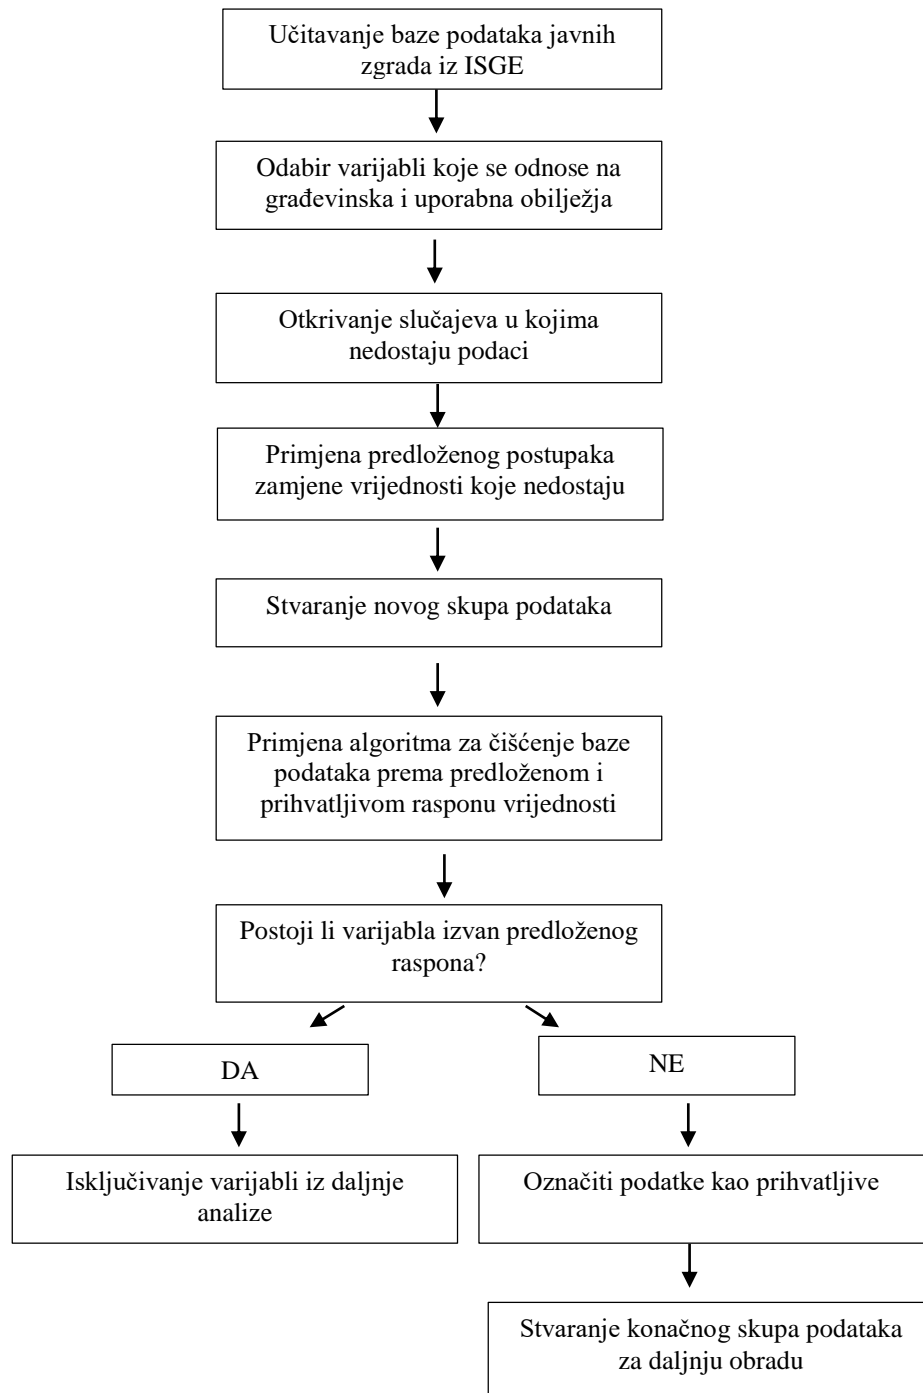 Učitavanje baze podataka javnih
zgrada iz ISGE
Odabir varijabli koje se odnose na
građevinska i uporabna obilježja
Otkrivanje slučajeva u kojima
nedostaju podaci
Primjena predloženog postupaka
zamjene vrijednosti koje nedostaju
Stvaranje novog skupa podataka
Primjena algoritma za čišćenje baze
podataka prema predloženom i
prihvatljivom rasponu vrijednosti
Postoji li varijabla izvan predloženog
raspona?
DA
NE
Isključivanje varijabli iz daljnje
analize
Označiti podatke kao prihvatljive
Stvaranje konačnog skupa podataka
za daljnju obradu